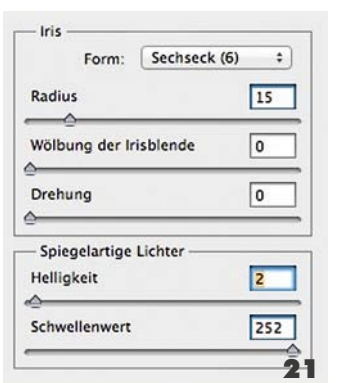 Iris
Form: Sechseck (6)
Radius 15
Wölbung der Irisblende 0
Drehung 0
Spiegelartige Lichter
Helligkeit 2
Schwellenwert 252
21